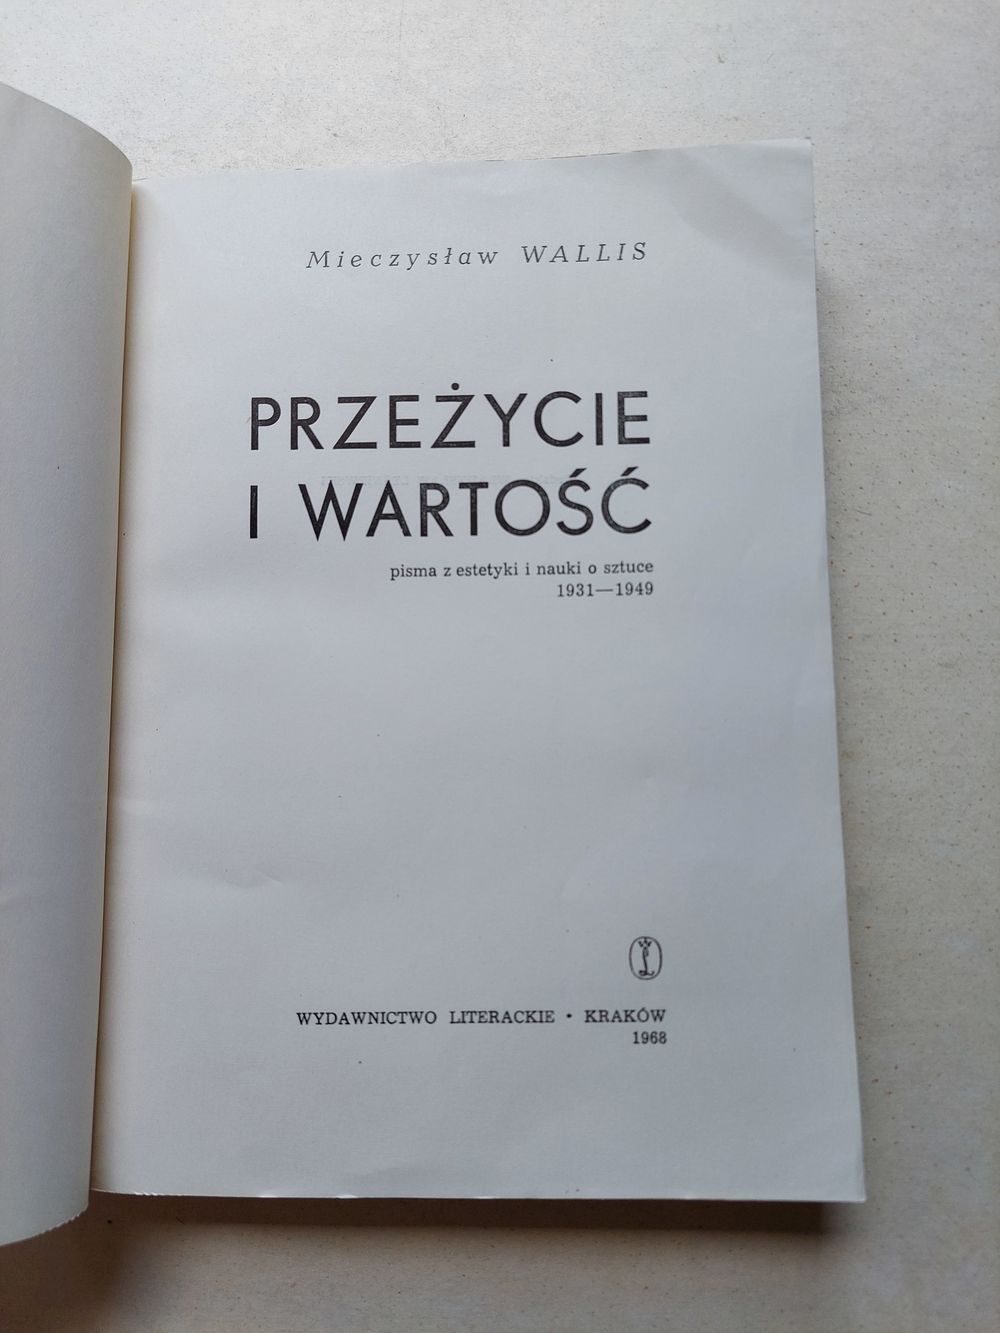 Mieczysław WALLIS
PRZEŻYCIE
I WARTOŚĆ
pisma z estetyki i nauki o sztuce
1931—1949
WYDAWNICTWO LITERACKIE • KRAKÓW
1968